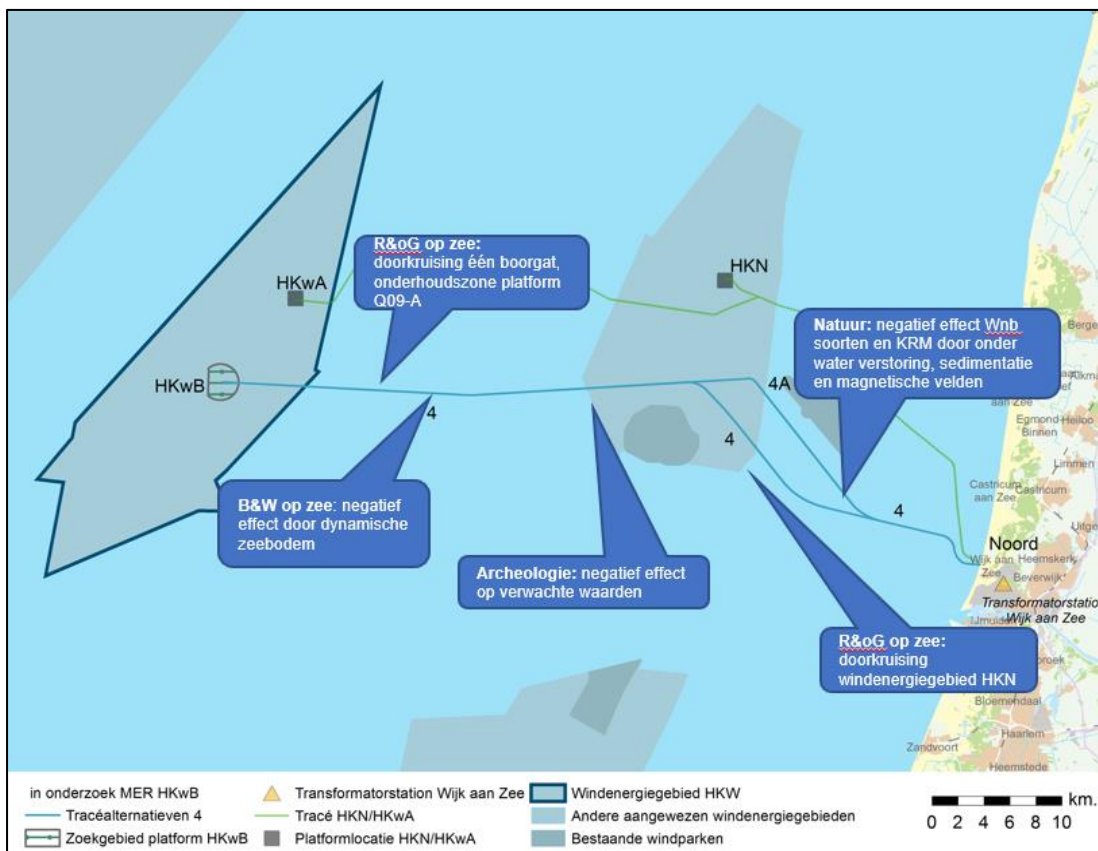 R&oG op zee:
doorkruising één boorgat,
onderhoudszone platform
Q09-A
HKwA
HKN
Natuur: negatief effect Wnb
soorten en KRM door onder
water verstoring, sedimentatie
en magnetische velden
HKwB
4A
4
4
4
B&W op zee: negatief
effect door dynamische
zeebodem
Archeologie: negatief effect
op verwachte waarden
R&oG op zee:
doorkruising
windenergiegebied HKN
aan Zee
Egmond-Heiloo
Binnen
Limmen
Castricum
aan Zee
Castricum
Noord
Wijk aan
Zee
Heemskerk
Beverwijk
Transformatorstation
Wijk aan Zee
Bloemendaal
Haarlem
Zandvoort
Heemstede
in onderzoek MER HKwB
Tracéalternatieven 4
Zoekgebied platform HKwB
Transformatorstation Wijk aan Zee
Tracé HKN/HKwA
Platformlocatie HKN/HKwA
Windenergiegebied HKW
Andere aangewezen windenergiegebieden
Bestaande windparken
km.
0 2 4 6 8 10